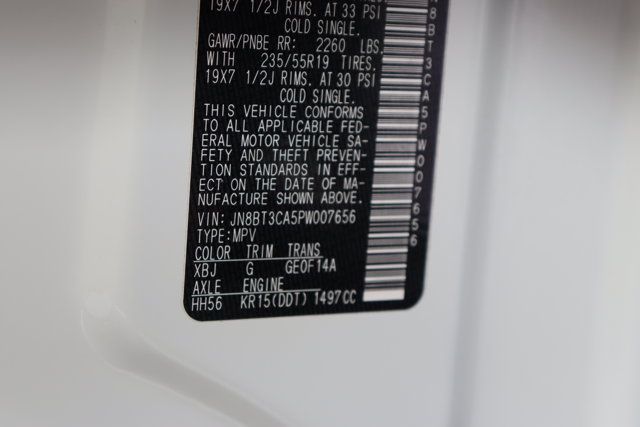 19X7 1/2J RIMS. AT 33 PSI
COLD SINGLE.
GAWR/PNBE RR: 2260 LBS.
WITH 235/55R19 TIRES.
19X7 1/2J RIMS. AT 30 PSI
COLD SINGLE.
THIS VEHICLE CONFORMS
TO ALL APPLICABLE FED-
ERAL MOTOR VEHICLE SA-
FETY AND THEFT PREVEN-
TION STANDARDS IN EFF-
ECT ON THE DATE OF MA-
NUFACTURE SHOWN ABOVE.
VIN: JN8BT3CA5PW007656
TYPE:MPV
COLOR TRIM TRANS
XBJ G GE0F14A
AXLE ENGINE
HH56 KR15(DDT) 1497CC
8BT3CA5PW007656